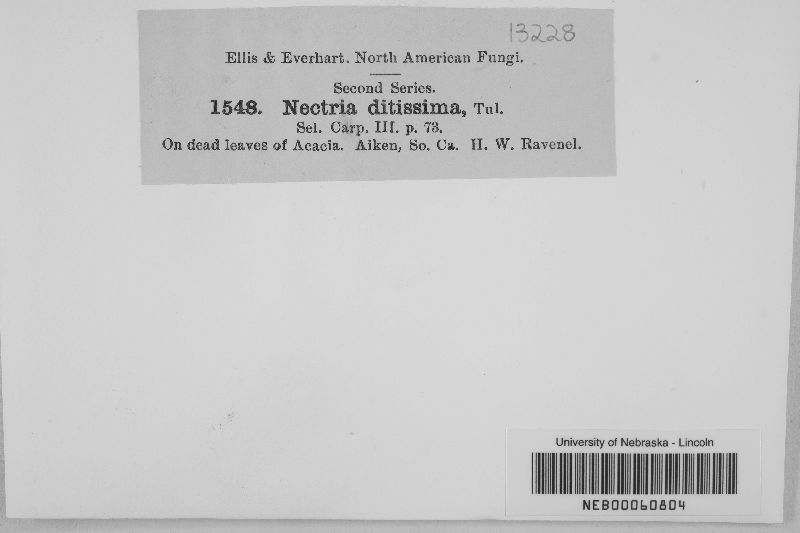 13228
Ellis & Everhart. North American Fungi.
Second Series.
1548. Nectria ditissima, Tul.
Sel. Carp. III. p. 73.
On dead leaves of Acacia. Aiken, So. Ca. H. W. Ravenel.
University of Nebraska - Lincoln
NEB00060804